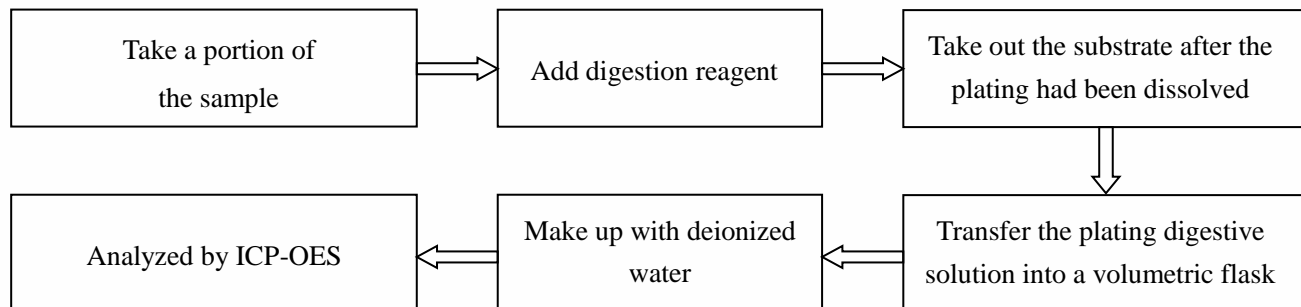 Take a portion of
the sample
Add digestion reagent
Take out the substrate after the
plating had been dissolved
Transfer the plating digestive
solution into a volumetric flask
Make up with deionized
water
Analyzed by ICP-OES